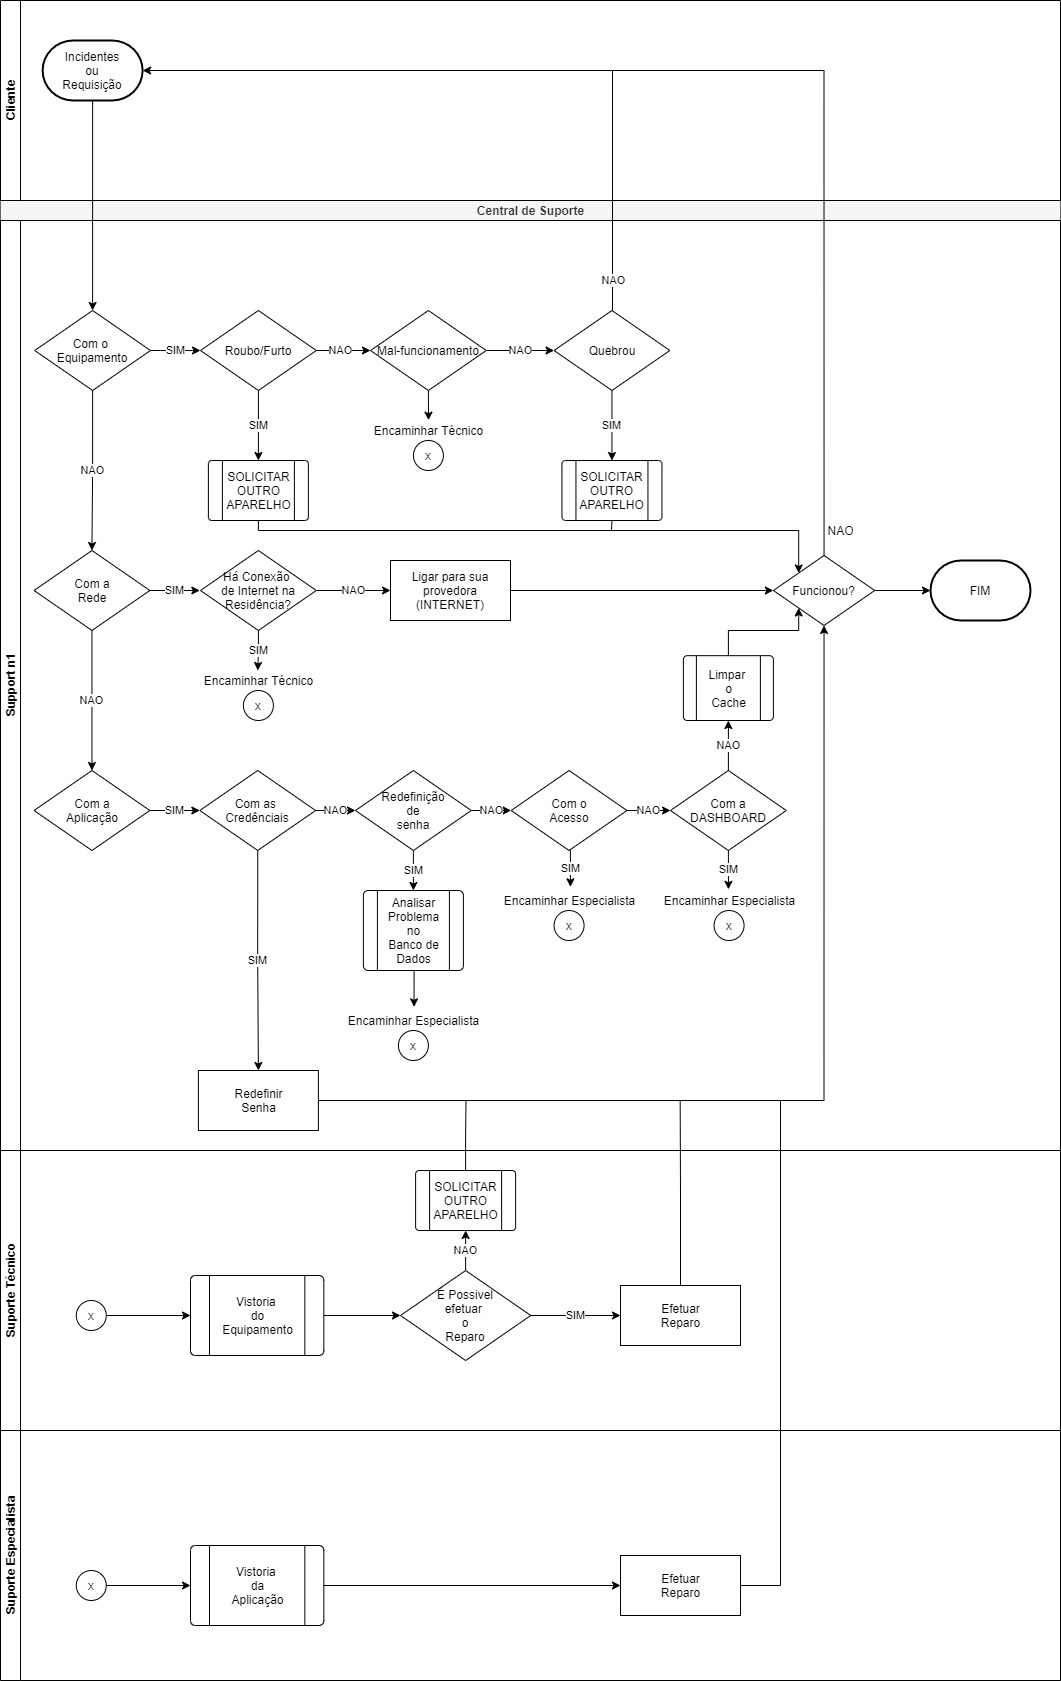 Cliente
Incidentes
ou
Requisição
Central de Suporte
Support n1
NAO
Com o
Equipamento
SIM
Roubo/Furto
NAO
Mal-funcionamento
NAO
Quebrou
SIM
Encaminhar Técnico
x
SIM
NAO
SOLICITAR
OUTRO
APARELHO
SOLICITAR
OUTRO
APARELHO
NAO
Com a
Rede
SIM
Há Conexão
de Internet na
Residência?
NAO
Ligar para sua
provedora
(INTERNET)
Funcionou?
FIM
SIM
Encaminhar Técnico
x
NAO
Limpar
o
Cache
NAO
Com a
Aplicação
SIM
Com as
Credênciais
NAO
Redefinição
de
senha
NAO
Com o
Acesso
NAO
Com a
DASHBOARD
SIM
SIM
SIM
Analisar
Problema
no
Banco de
Dados
Encaminhar Especialista
x
Encaminhar Especialista
x
SIM
Encaminhar Especialista
x
Redefinir
Senha
Suporte Técnico
SOLICITAR
OUTRO
APARELHO
NAO
x
Vistoria
do
Equipamento
É Possivel
efetuar
o
Reparo
SIM
Efetuar
Reparo
Suporte Especialista
x
Vistoria
da
Aplicação
Efetuar
Reparo